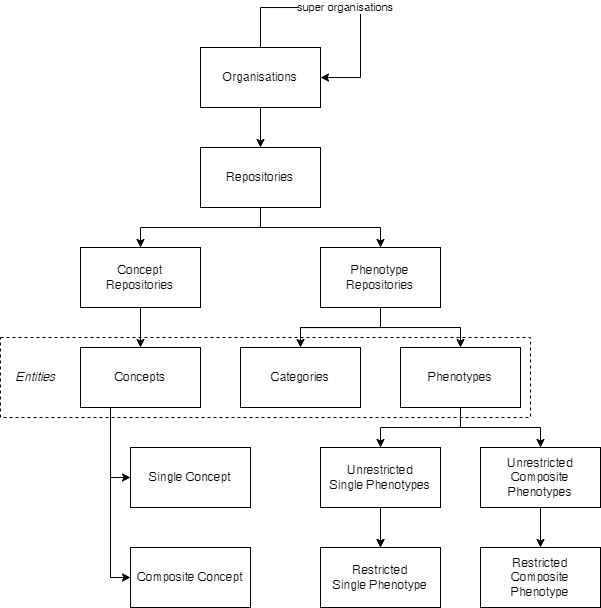 super organisations
Organisations
Repositories
Concept
Repositories
Phenotype
Repositories
Entities
Concepts
Categories
Phenotypes
Single Concept
Unrestricted
Single Phenotypes
Unrestricted
Composite
Phenotypes
Composite Concept
Restricted
Single Phenotype
Restricted
Composite
Phenotype